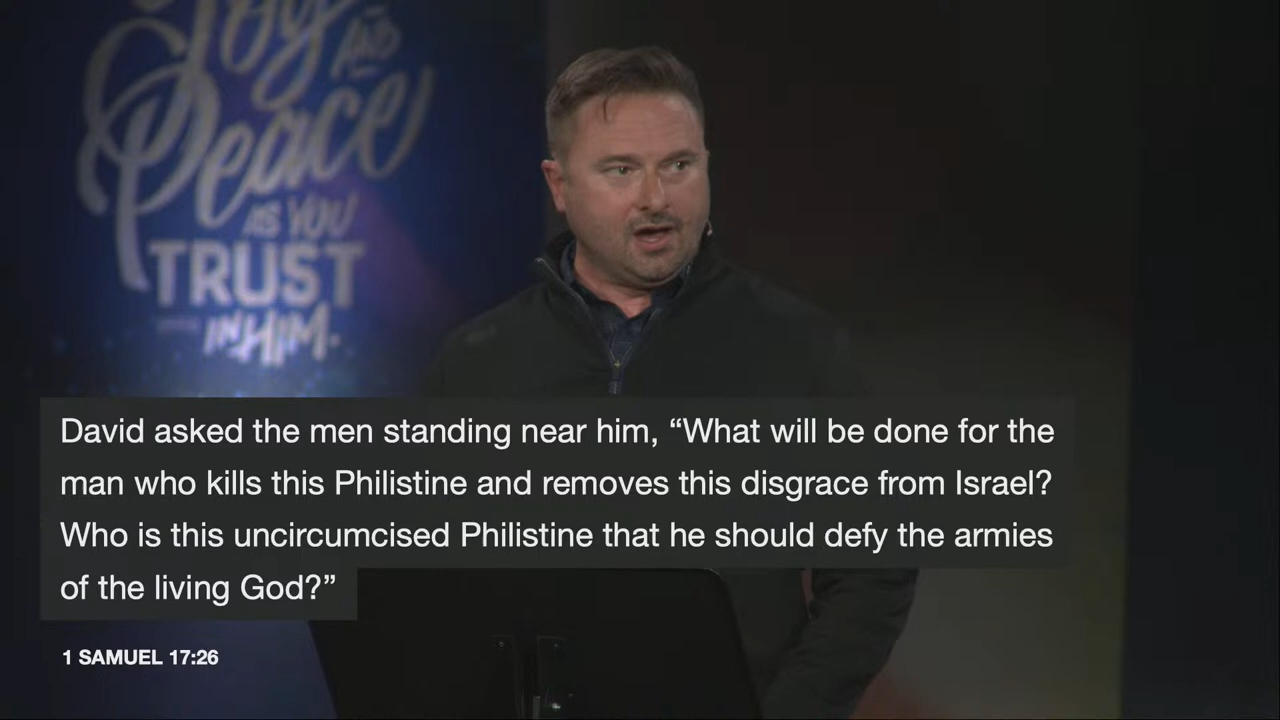 Joy
AND
Peace
AS YOU
TRUST
IN HIM.
David asked the men standing near him, “What will be done for the
man who kills this Philistine and removes this disgrace from Israel?
Who is this uncircumcised Philistine that he should defy the armies
of the living God?”
1 SAMUEL 17:26